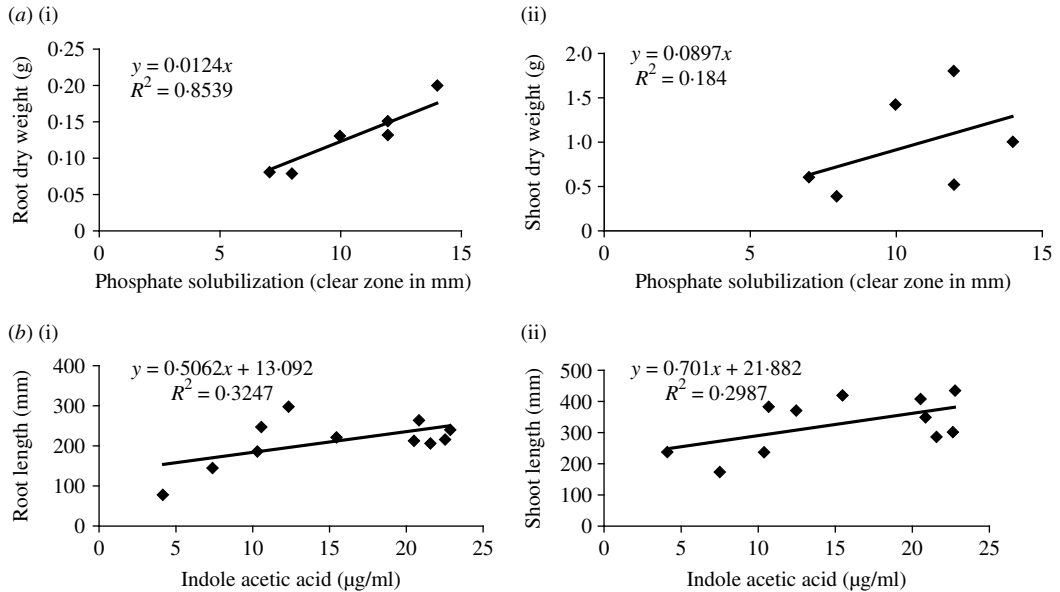 (a) (i)
y = 0·0124x
R² = 0·8539
Root dry weight (g)
0·25
0·20
0·15
0·10
0·05
0
0 5 10 15
Phosphate solubilization (clear zone in mm)
(ii)
y = 0·0897x
R² = 0·184
Shoot dry weight (g)
2·0
1·5
1·0
0·5
0
0 5 10 15
Phosphate solubilization (clear zone in mm)
(b) (i)
y = 0·5062x + 13·092
R² = 0·3247
Root length (mm)
400
300
200
100
0
0 5 10 15 20 25
Indole acetic acid (µg/ml)
(ii)
y = 0·701x + 21·882
R² = 0·2987
Shoot length (mm)
500
400
300
200
100
0
0 5 10 15 20 25
Indole acetic acid (µg/ml)